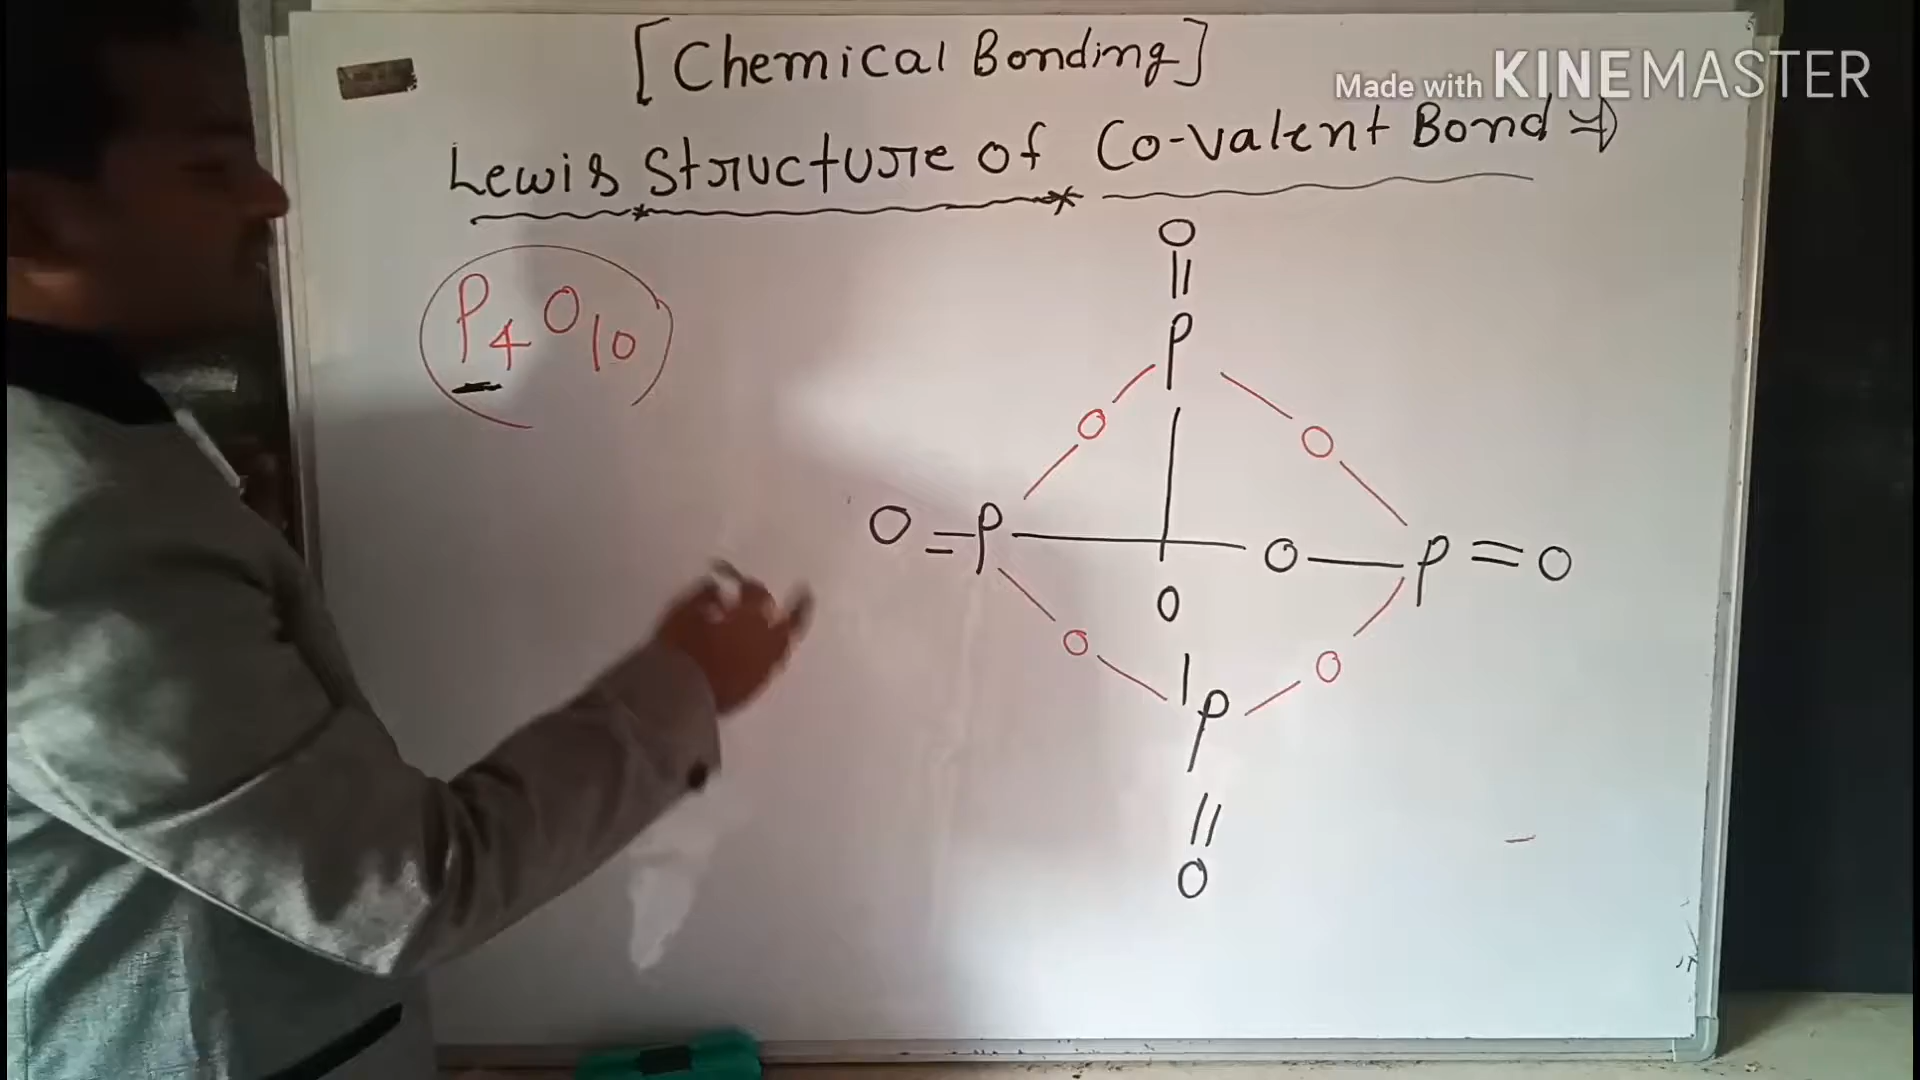 [Chemical Bonding]
Made with KINEMASTER
Lewis Structure of Co-valent Bond ⇒
P4O10
O
||
P
O O
O = P O P = O
O
O O
| P
||
O